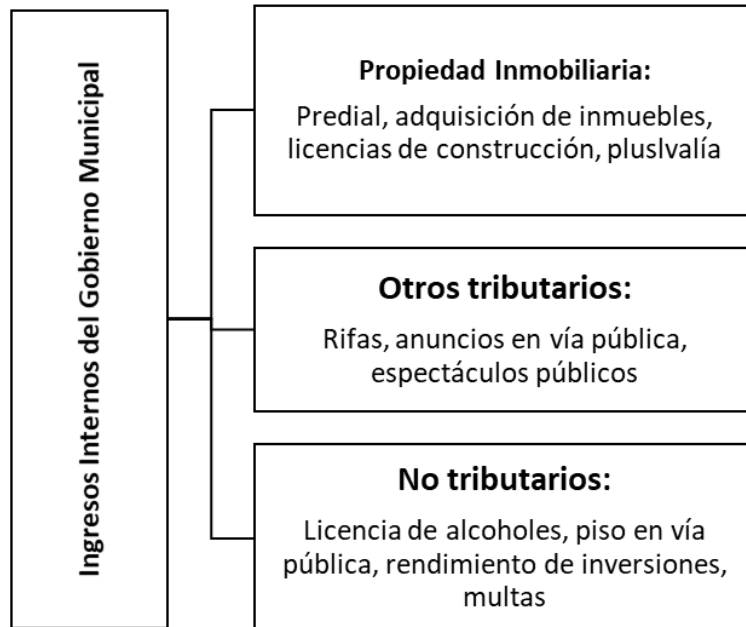 Ingresos Internos del Gobierno Municipal
Propiedad Inmobiliaria:
Predial, adquisición de inmuebles,
licencias de construcción, pluslvalía
Otros tributarios:
Rifas, anuncios en vía pública,
espectáculos públicos
No tributarios:
Licencia de alcoholes, piso en vía
pública, rendimiento de inversiones,
multas